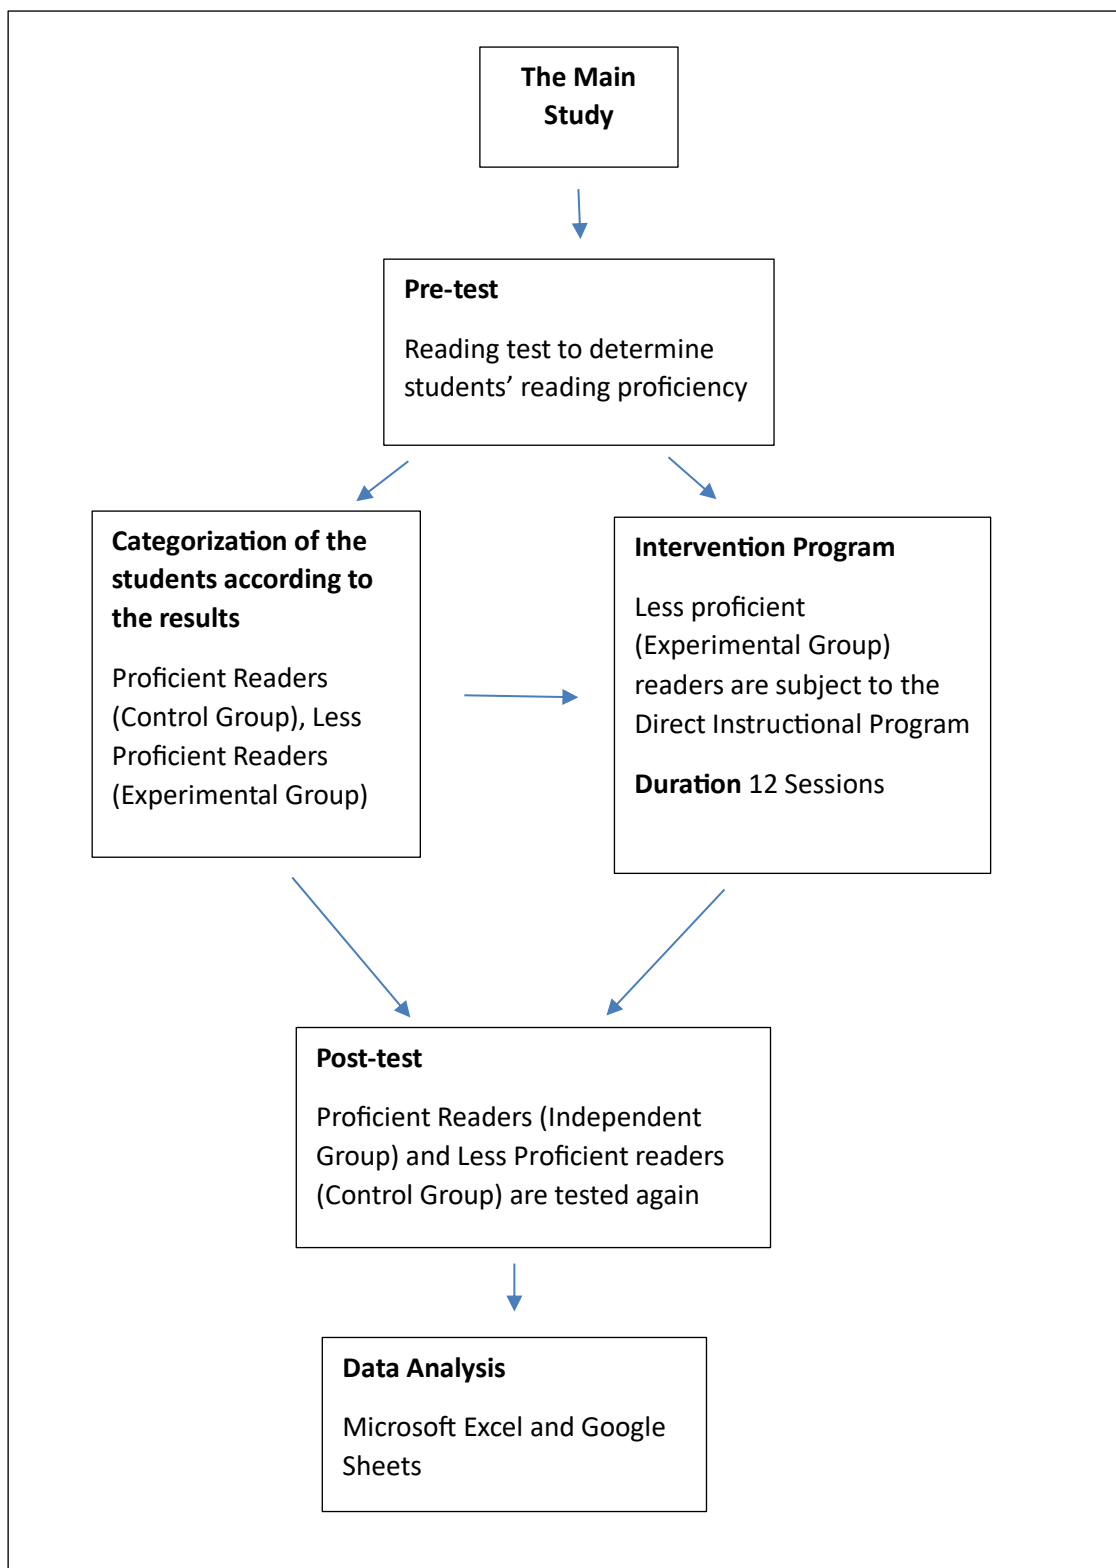 The Main
Study
Pre-test
Reading test to determine
students’ reading proficiency
Categorization of the
students according to
the results
Proficient Readers
(Control Group), Less
Proficient Readers
(Experimental Group)
Intervention Program
Less proficient
(Experimental Group)
readers are subject to the
Direct Instructional Program
Duration 12 Sessions
Post-test
Proficient Readers (Independent
Group) and Less Proficient readers
(Control Group) are tested again
Data Analysis
Microsoft Excel and Google
Sheets